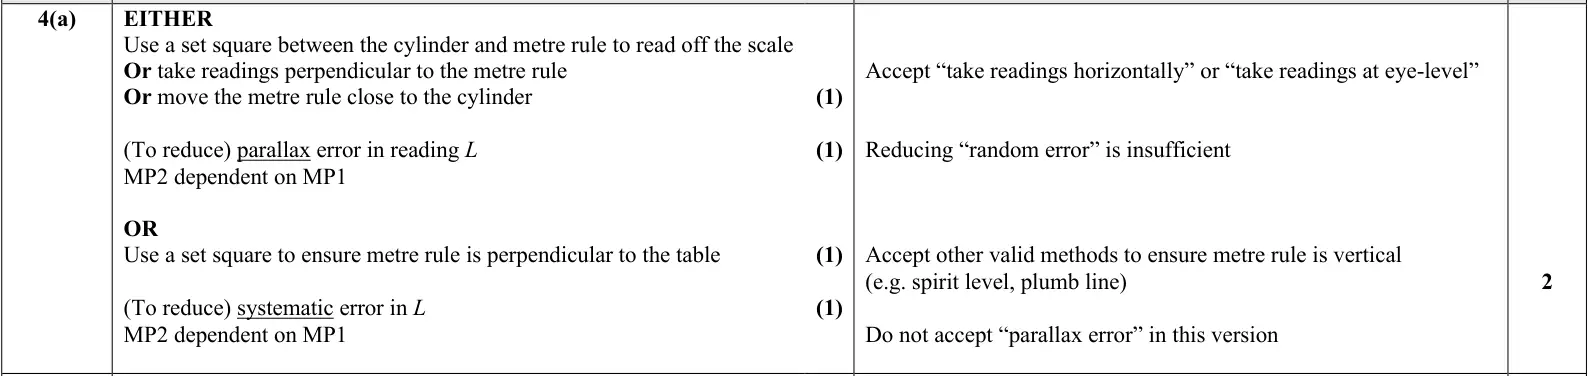 4(a)
EITHER
Use a set square between the cylinder and metre rule to read off the scale
Or take readings perpendicular to the metre rule
Accept “take readings horizontally” or “take readings at eye-level”
Or move the metre rule close to the cylinder (1)
(To reduce) parallax error in reading L (1)
Reducing “random error” is insufficient
MP2 dependent on MP1
OR
Use a set square to ensure metre rule is perpendicular to the table (1)
Accept other valid methods to ensure metre rule is vertical
(e.g. spirit level, plumb line)
2
(To reduce) systematic error in L (1)
MP2 dependent on MP1
Do not accept “parallax error” in this version